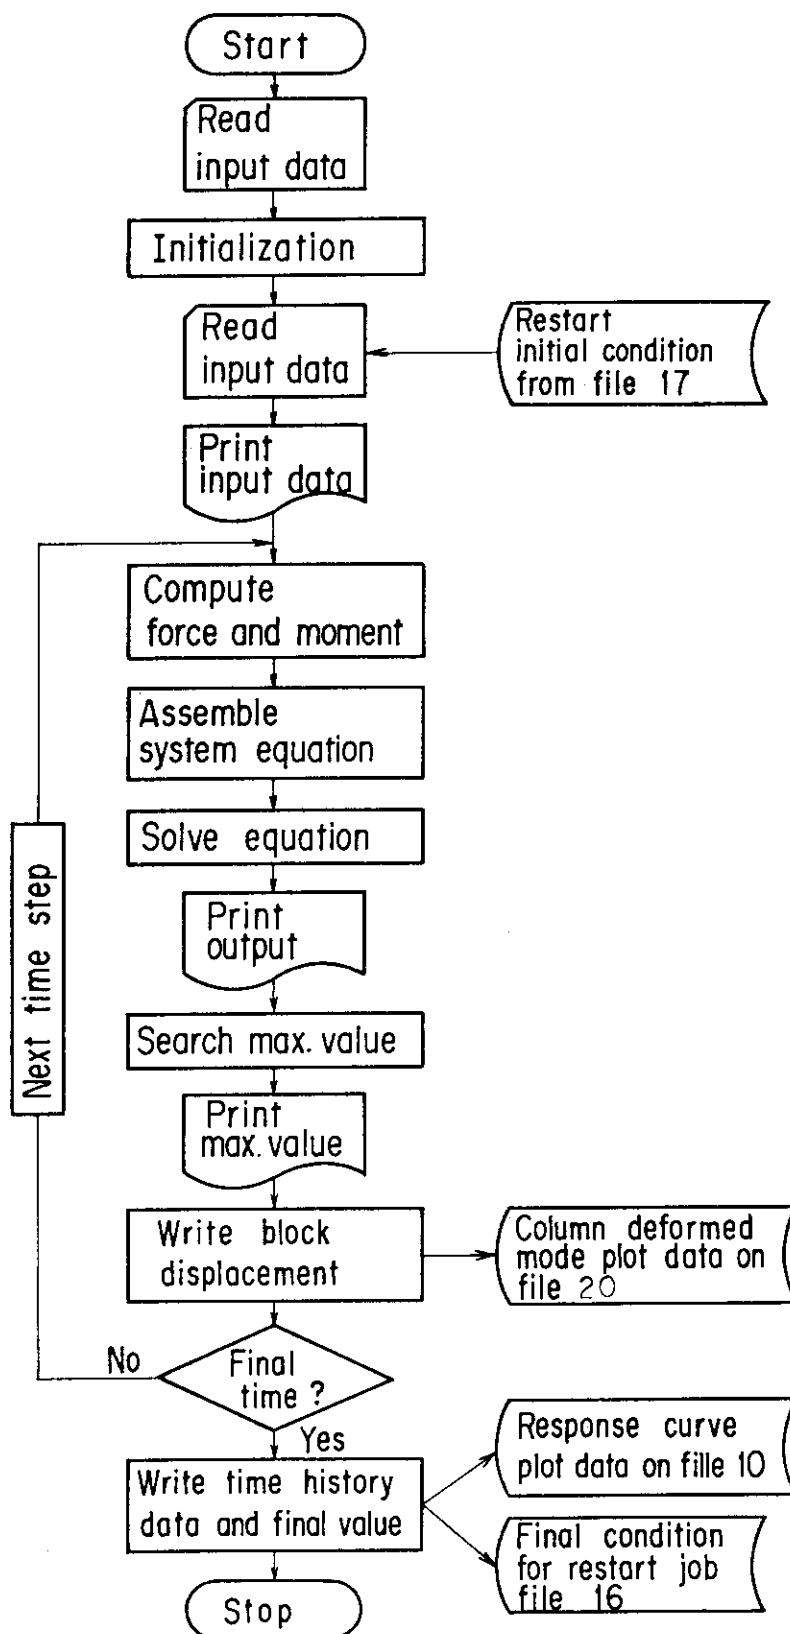 Start
Read
input data
Initialization
Read
input data
Restart
initial condition
from file 17
Print
input data
Compute
force and moment
Assemble
system equation
Solve equation
Next time step
Print
output
Search max. value
Print
max. value
Write block
displacement
Column deformed
mode plot data on
file 20
No
Final
time ?
Yes
Write time history
data and final value
Response curve
plot data on fille 10
Final condition
for restart job
file 16
Stop